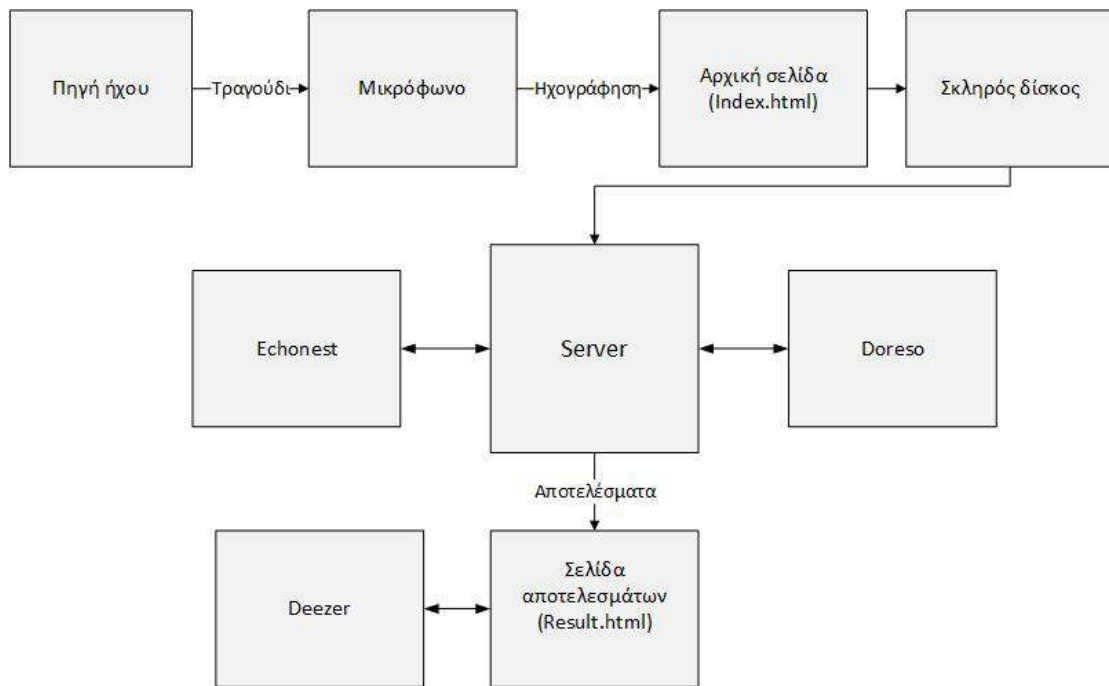 Πηγή ήχου
Τραγούδι
Μικρόφωνο
Ηχογράφηση
Αρχική σελίδα
(Index.html)
Σκληρός δίσκος
Echonest
Server
Doreso
Αποτελέσματα
Deezer
Σελίδα
αποτελεσμάτων
(Result.html)